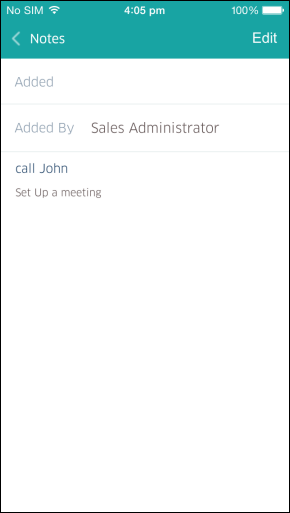 No SIM 4:05 pm 100%
Notes Edit
Added
Added By Sales Administrator
call John
Set Up a meeting